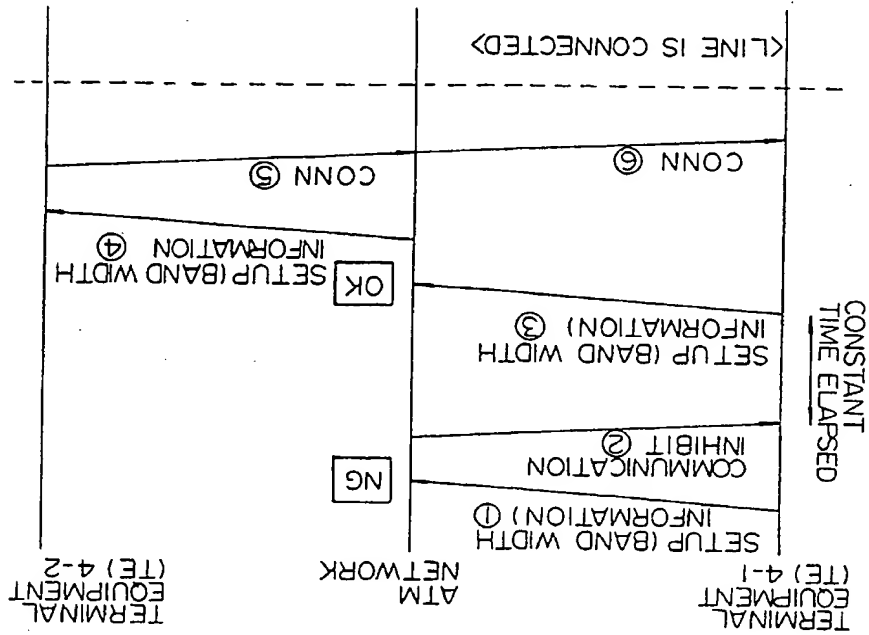 TERMINAL
EQUIPMENT
(TE) 4-1
ATM
NETWORK
TERMINAL
EQUIPMENT
(TE) 4-2
SETUP (BAND WIDTH
INFORMATION) ①
NG
COMMUNICATION
INHIBIT ②
CONSTANT
TIME ELAPSED
SETUP (BAND WIDTH
INFORMATION) ③
OK
SETUP (BAND WIDTH
INFORMATION ④
CONN ⑤
CONN ⑥
<LINE IS CONNECTED>